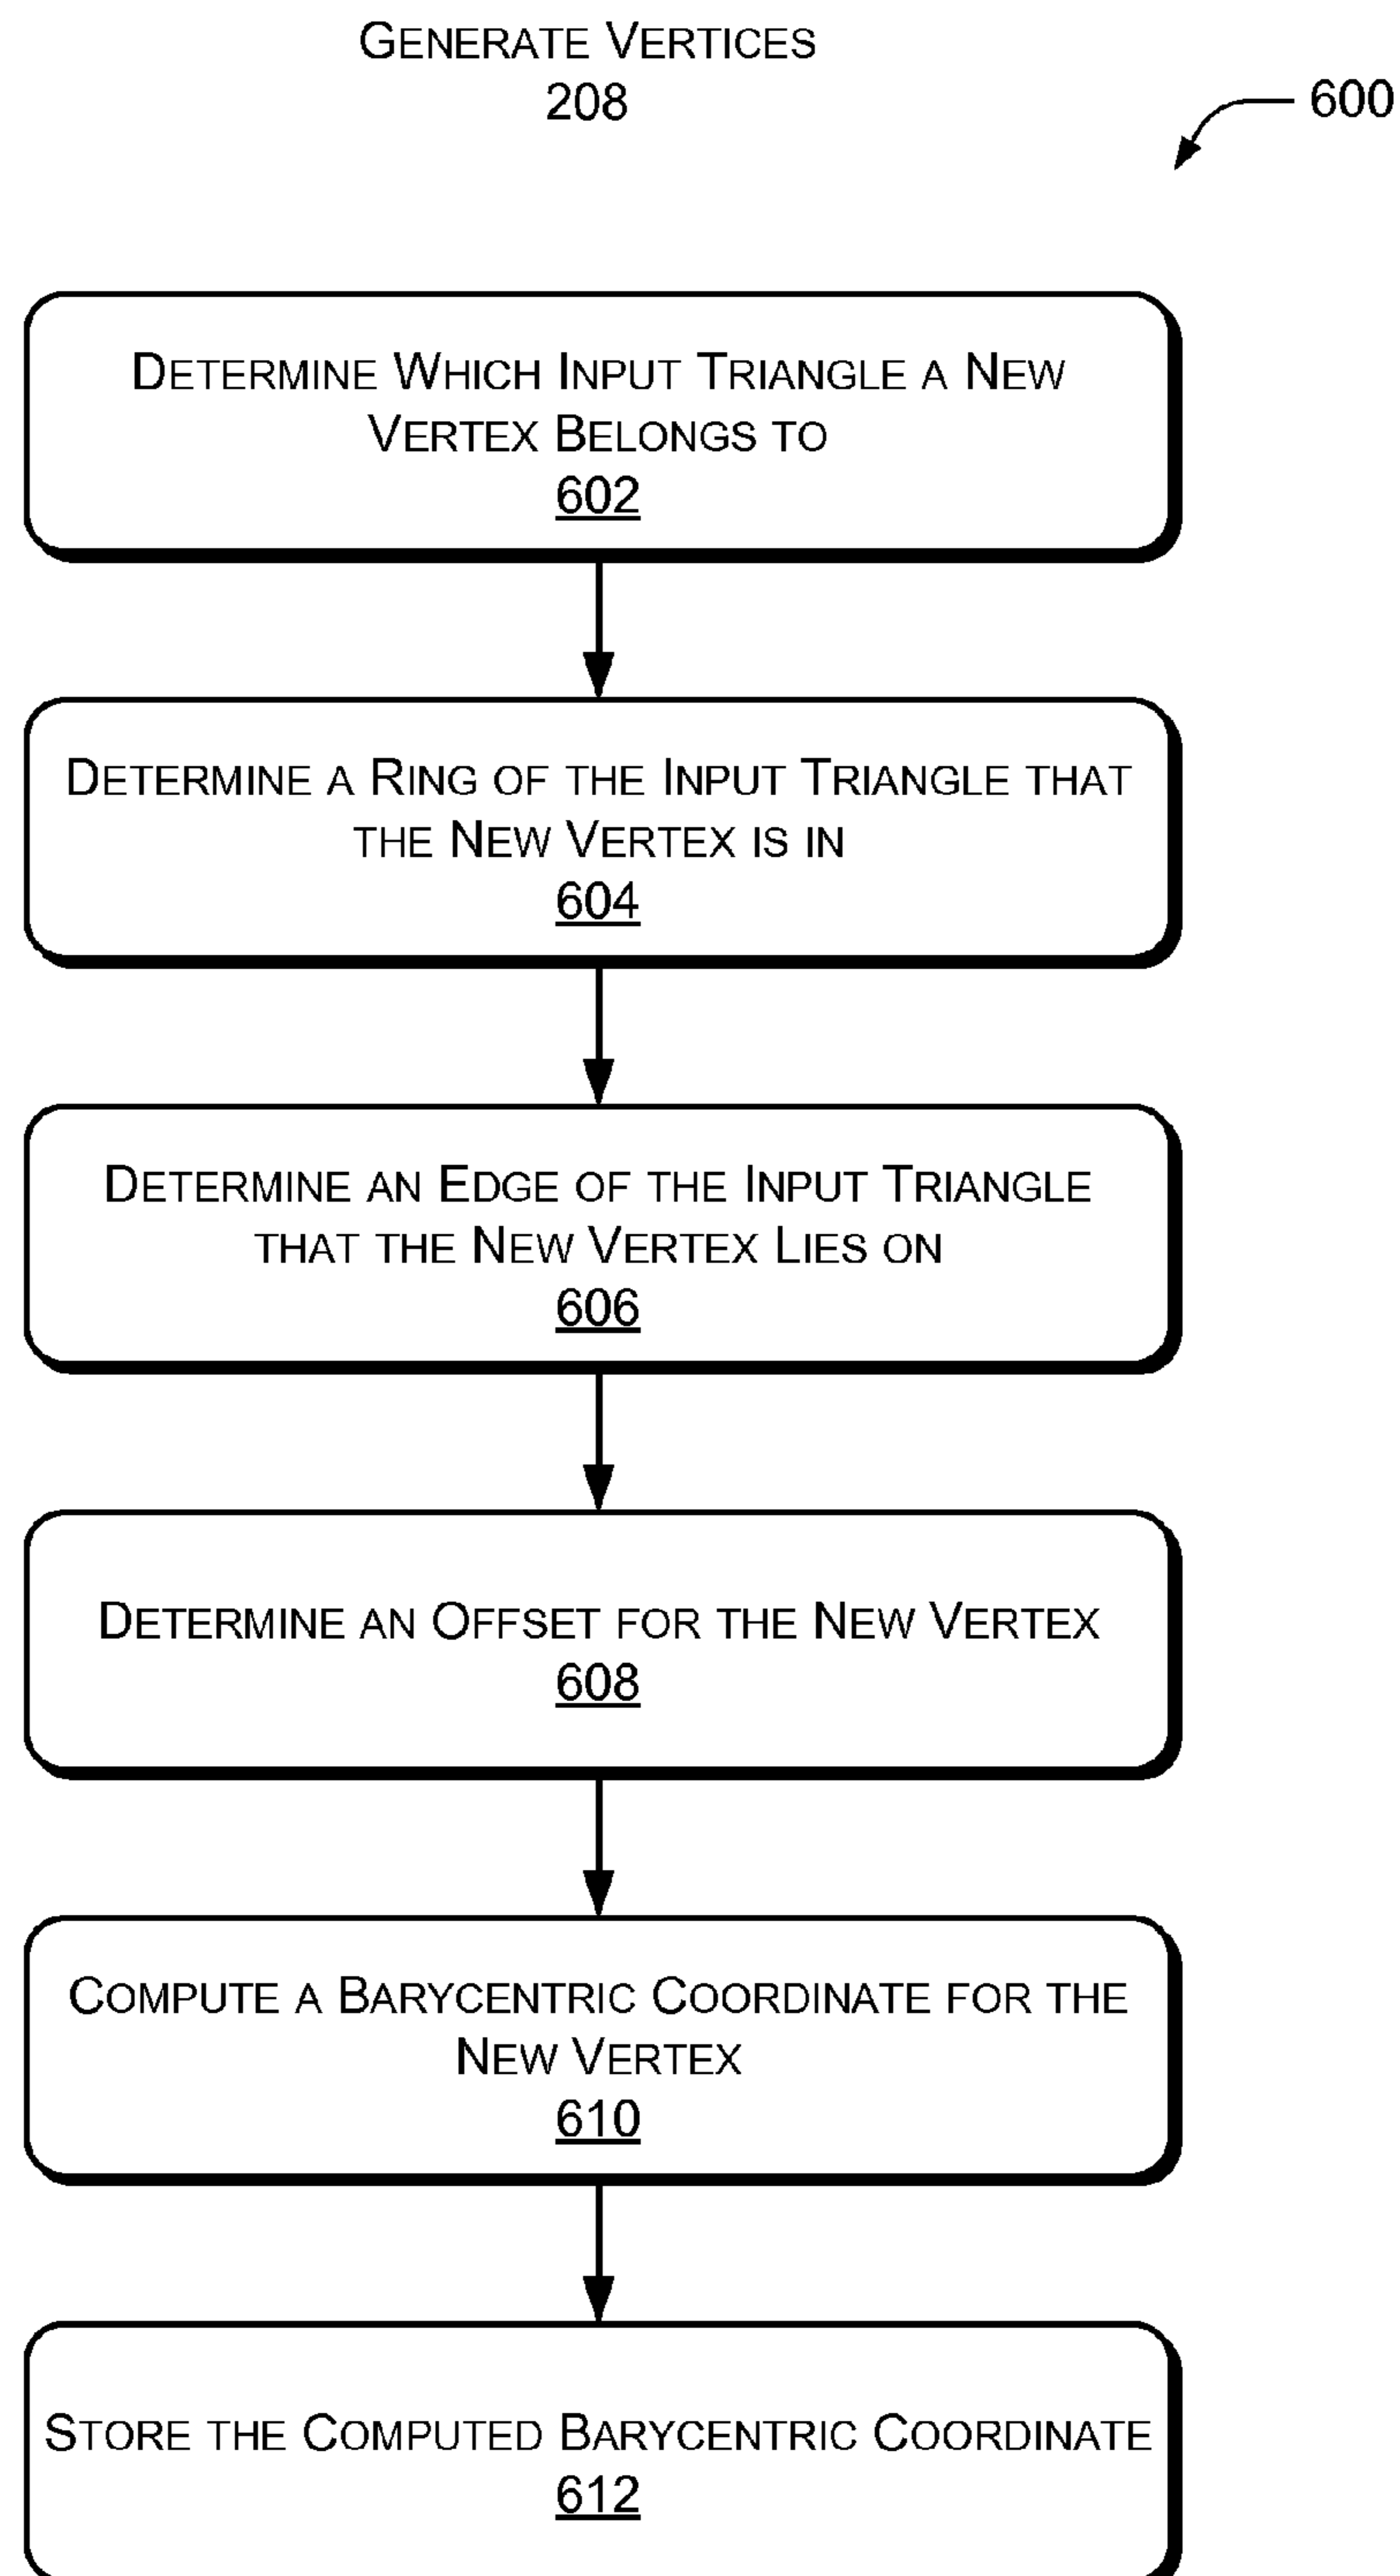 GENERATE VERTICES
208
600
DETERMINE WHICH INPUT TRIANGLE A NEW
VERTEX BELONGS TO
602
DETERMINE A RING OF THE INPUT TRIANGLE THAT
THE NEW VERTEX IS IN
604
DETERMINE AN EDGE OF THE INPUT TRIANGLE
THAT THE NEW VERTEX LIES ON
606
DETERMINE AN OFFSET FOR THE NEW VERTEX
608
COMPUTE A BARYCENTRIC COORDINATE FOR THE
NEW VERTEX
610
STORE THE COMPUTED BARYCENTRIC COORDINATE
612